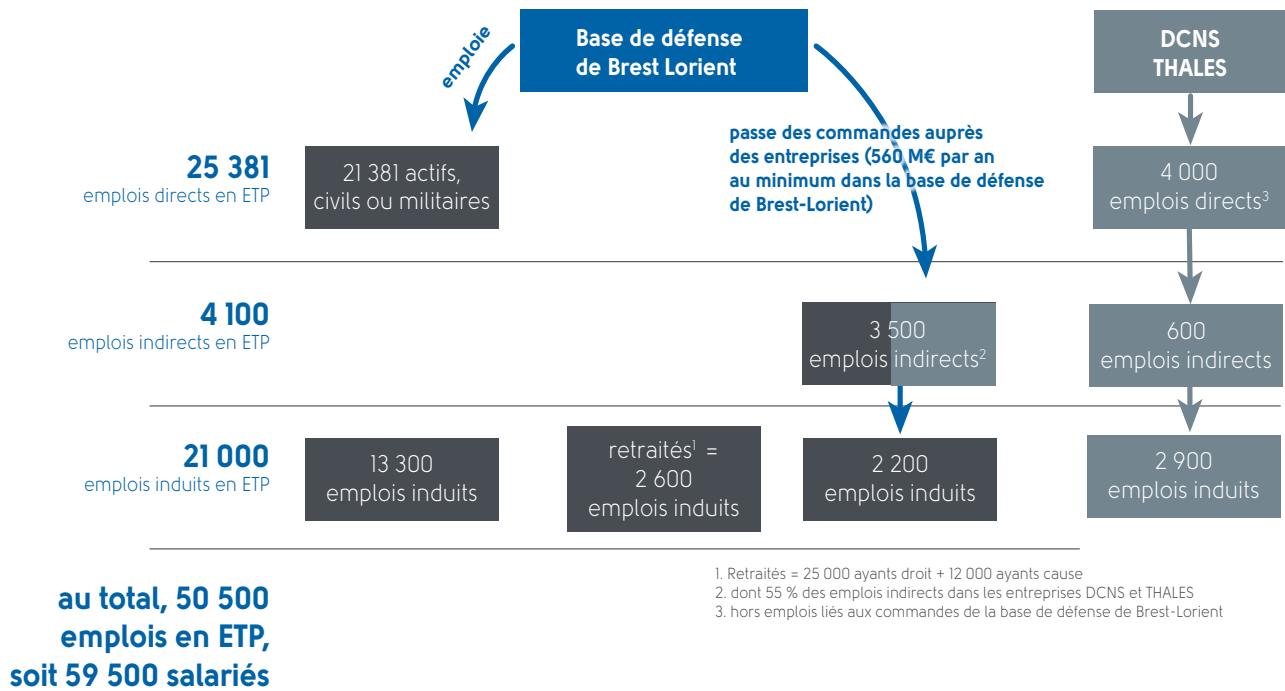 Base de défense
de Brest Lorient
DCNS
THALES
emploie
passe des commandes auprès
des entreprises (560 M€ par an
au minimum dans la base de défense
de Brest-Lorient)
25 381
emplois directs en ETP
21 381 actifs,
civils ou militaires
4 000
emplois directs³
4 100
emplois indirects en ETP
3 500
emplois indirects²
600
emplois indirects
21 000
emplois induits en ETP
13 300
emplois induits
retraités¹ =
2 600
emplois induits
2 200
emplois induits
2 900
emplois induits
au total, 50 500
emplois en ETP,
soit 59 500 salariés
1. Retraités = 25 000 ayants droit + 12 000 ayants cause
2. dont 55 % des emplois indirects dans les entreprises DCNS et THALES
3. hors emplois liés aux commandes de la base de défense de Brest-Lorient